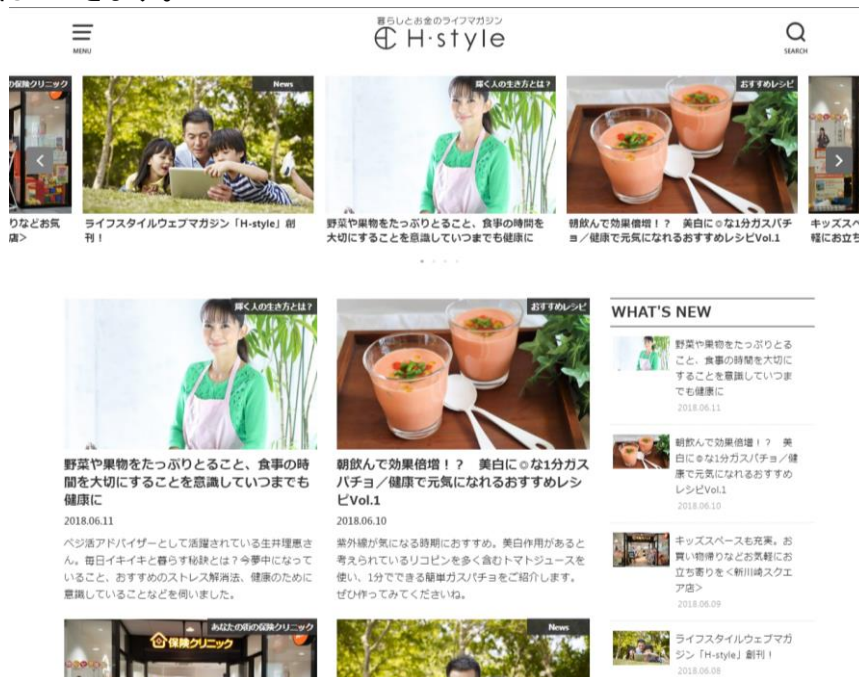 暮らしとお金のライフマガジン
H·style
MENU
SEARCH
保険クリニック
News
輝く人の生き方とは?
おすすめレシピ
りなどお気
店>
ライフスタイルウェブマガジン「H-style」創
刊!
野菜や果物をたっぷりとること、食事の時間を
大切にすることを意識していつまでも健康に
朝飲んで効果倍増!? 美白に◎な1分ガスパチ
ョ/健康で元気になれるおすすめレシピVol.1
キッズスペ
軽にお立ち
輝く人の生き方とは?
野菜や果物をたっぷりとること、食事の時
間を大切にすることを意識していつまでも
健康に
2018.06.11
ベジ活アドバイザーとして活躍されている生井理恵さ
ん。毎日イキイキと暮らす秘訣とは?今夢中になって
いること、おすすめのストレス解消法、健康のために
意識していることなどを伺いました。
おすすめレシピ
朝飲んで効果倍増!? 美白に◎な1分ガス
パチョ/健康で元気になれるおすすめレシ
ピVol.1
2018.06.10
紫外線が気になる時期におすすめ。美白作用があると
考えられているリコピンを多く含むトマトジュースを
使い、1分でできる簡単ガスパチョをご紹介します。
ぜひ作ってみてくださいね。
あなたの街の保険クリニック
保険クリニック
News
WHAT'S NEW
野菜や果物をたっぷりとる
こと、食事の時間を大切に
することを意識していつま
でも健康に
2018.06.11
朝飲んで効果倍増!? 美
白に◎な1分ガスパチョ/健
康で元気になれるおすすめ
レシピVol.1
2018.06.10
キッズスペースも充実。お
買い物帰りなどお気軽にお
立ち寄りを<新川崎スクエ
ア店>
2018.06.09
ライフスタイルウェブマガ
ジン「H-style」創刊!
2018.06.08